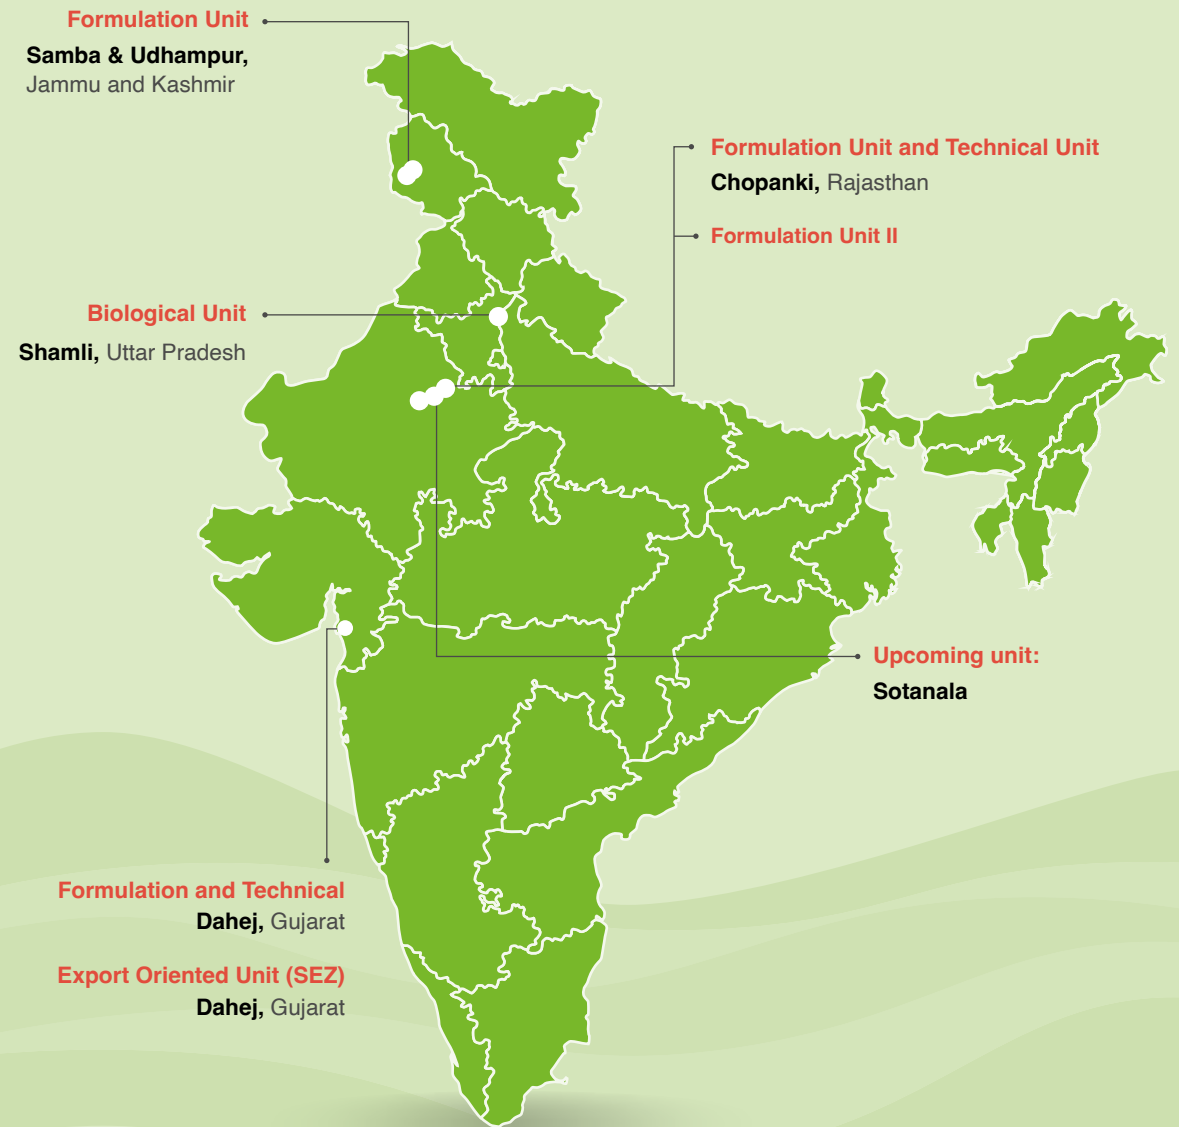 Formulation Unit
Samba & Udhampur,
Jammu and Kashmir
Formulation Unit and Technical Unit
Chopanki, Rajasthan
Formulation Unit II
Biological Unit
Shamli, Uttar Pradesh
Upcoming unit:
Sotanala
Formulation and Technical
Dahej, Gujarat
Export Oriented Unit (SEZ)
Dahej, Gujarat